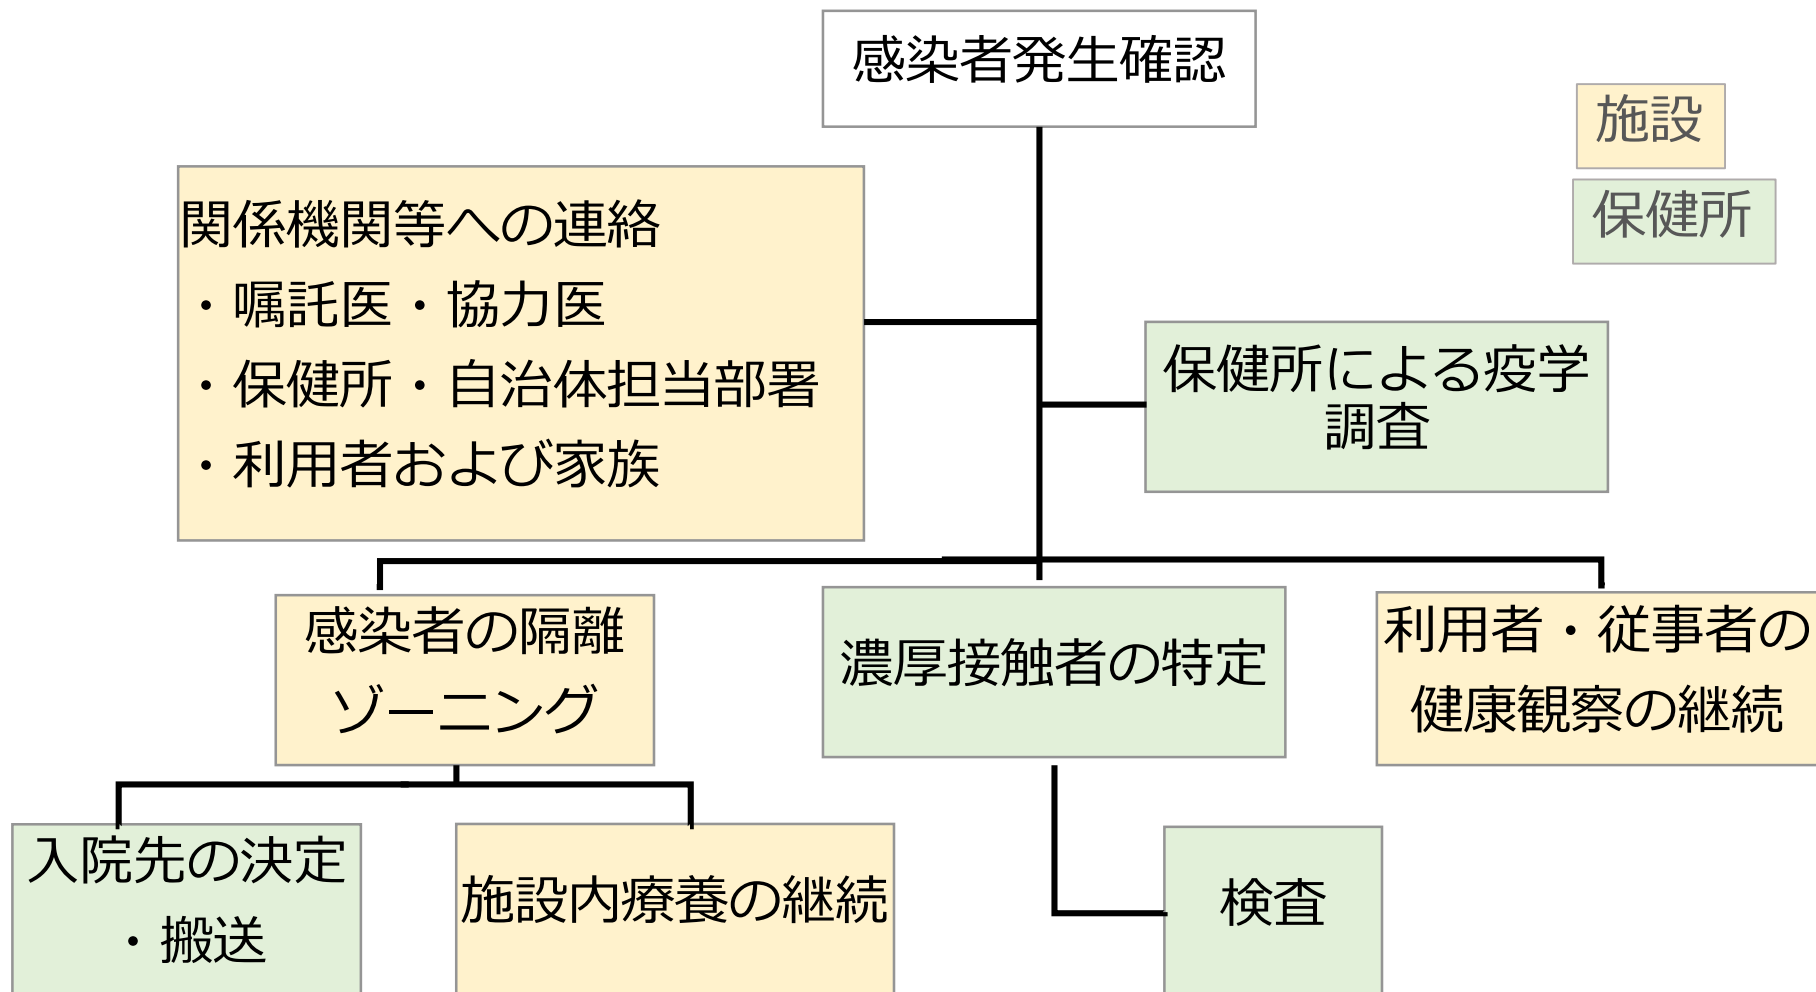 感染者発生確認
施設
保健所
関係機関等への連絡
・嘱託医・協力医
・保健所・自治体担当部署
・利用者および家族
保健所による疫学
調査
感染者の隔離
ゾーニング
濃厚接触者の特定
利用者・従事者の
健康観察の継続
入院先の決定
・搬送
施設内療養の継続
検査